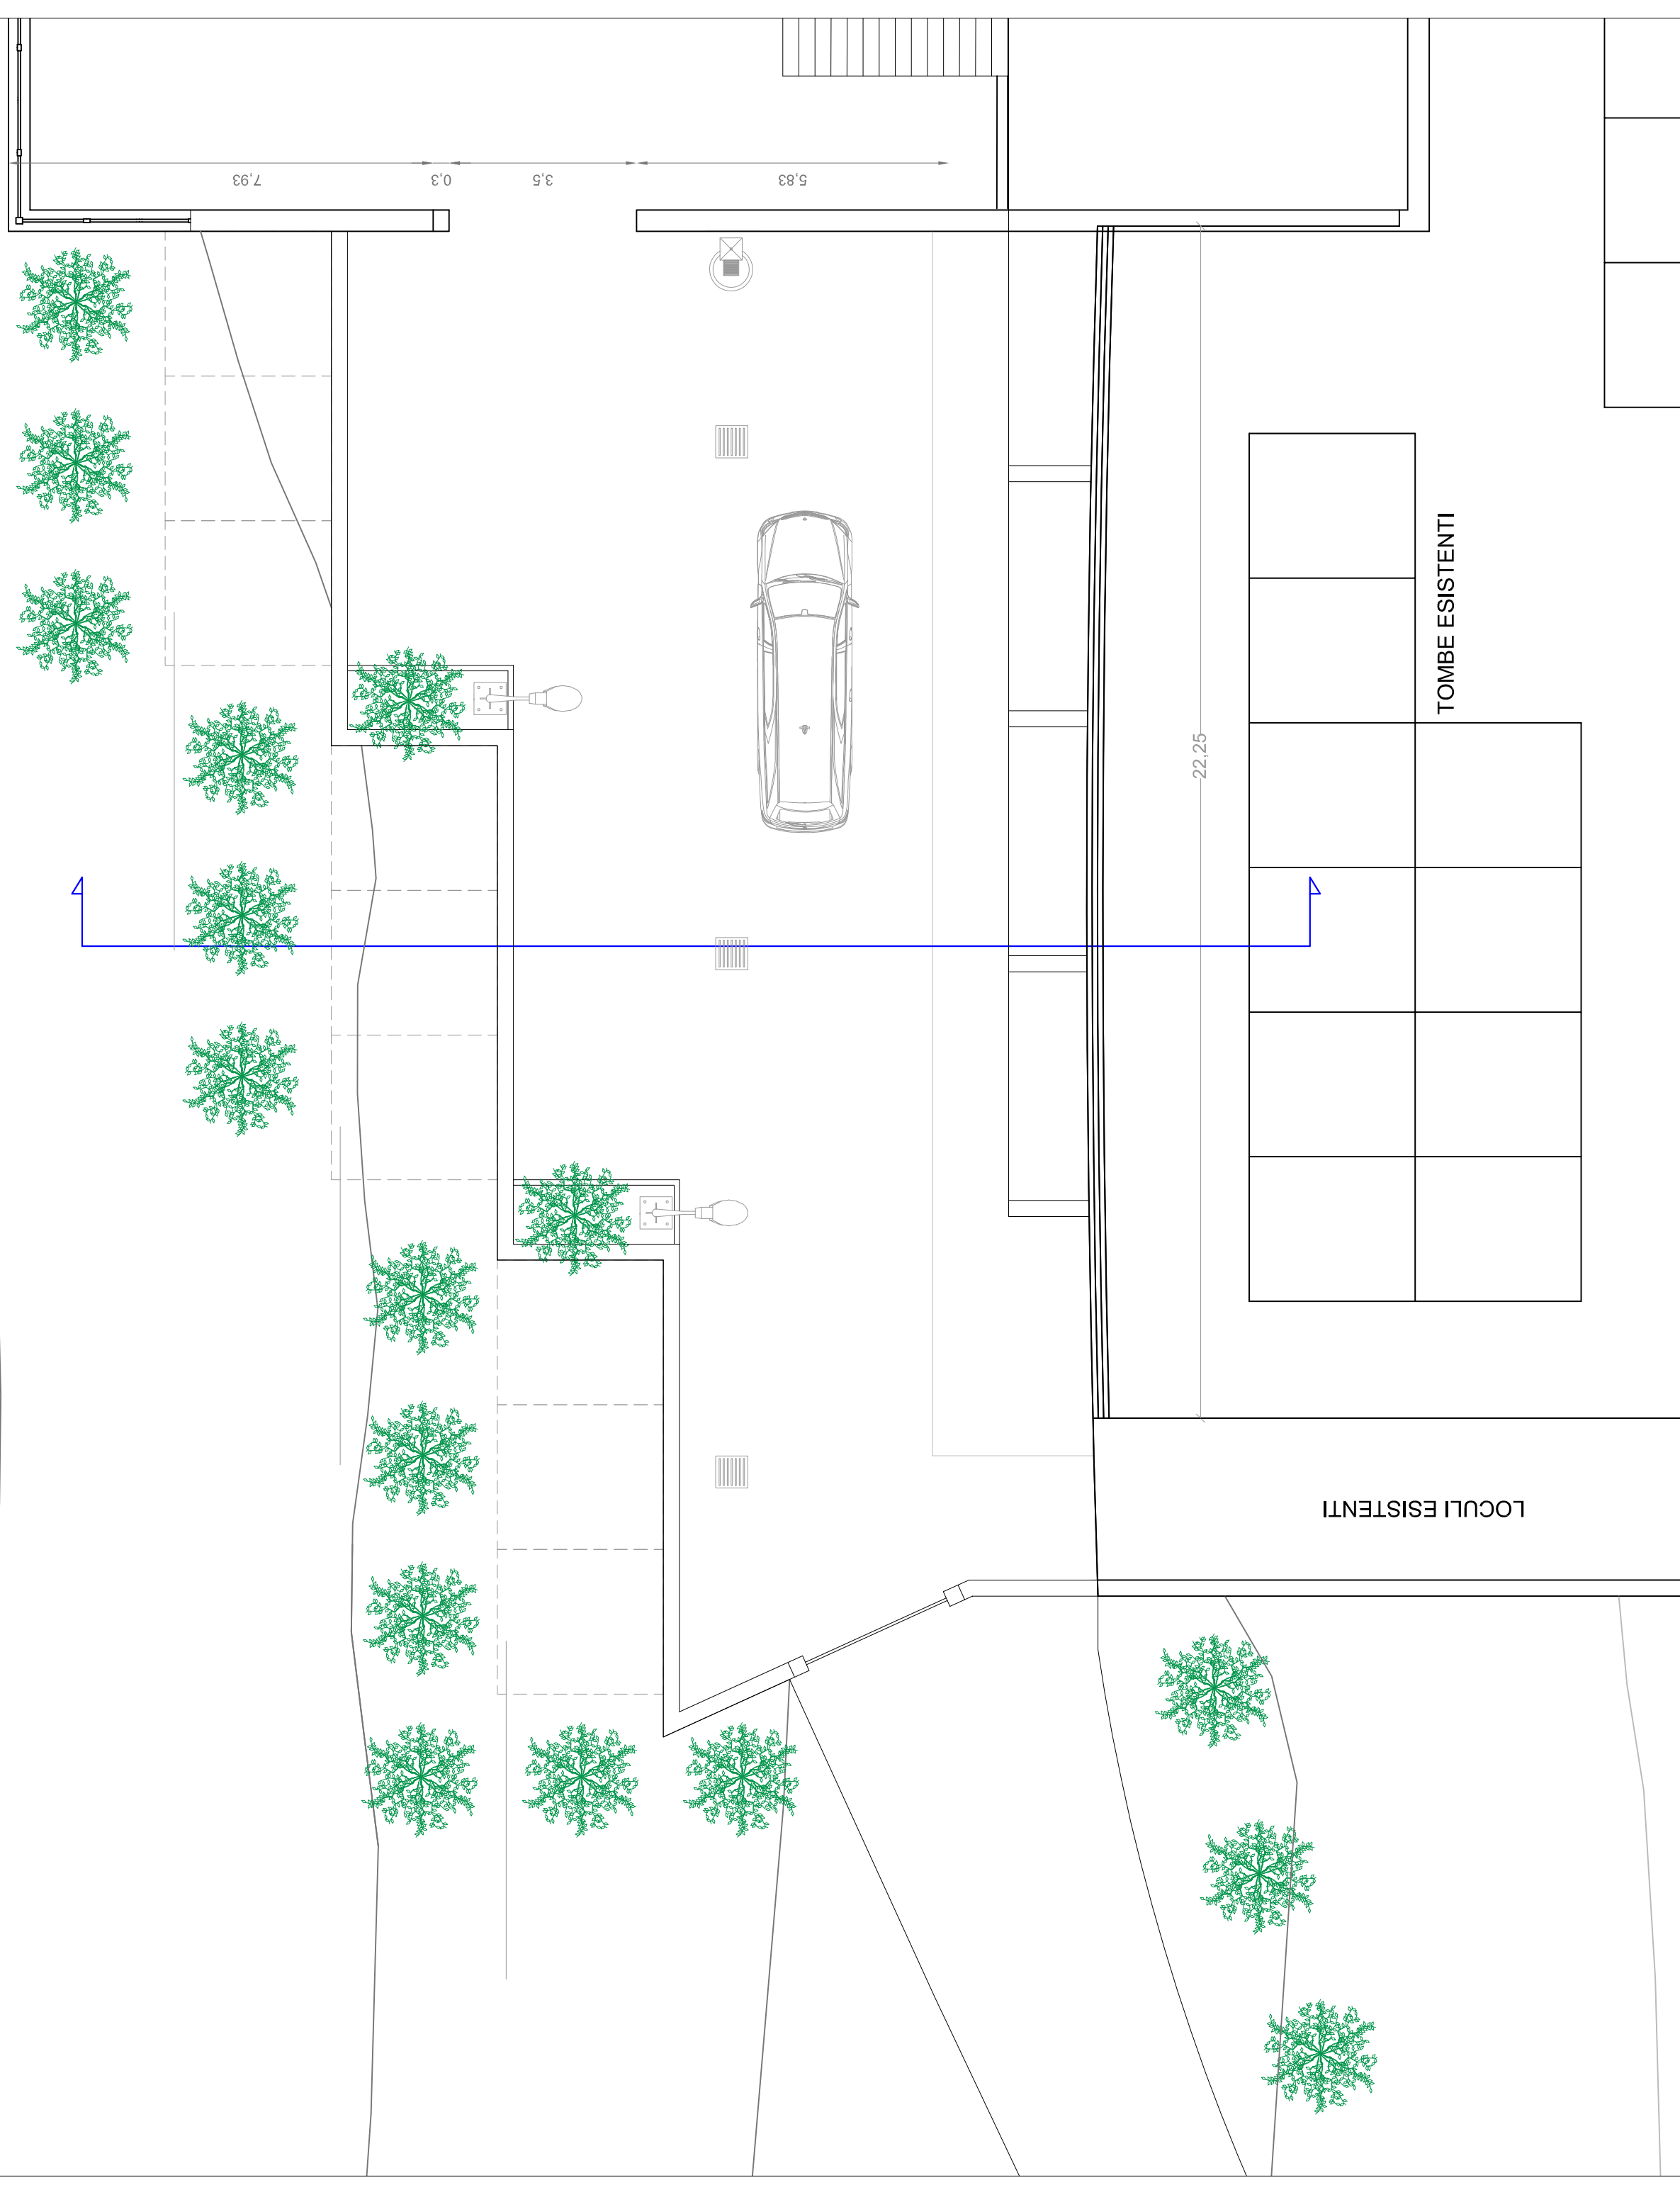 7,93
0,3
3,5
5,83
TOMBE ESISTENTI
22,25
LOCULI ESISTENTI